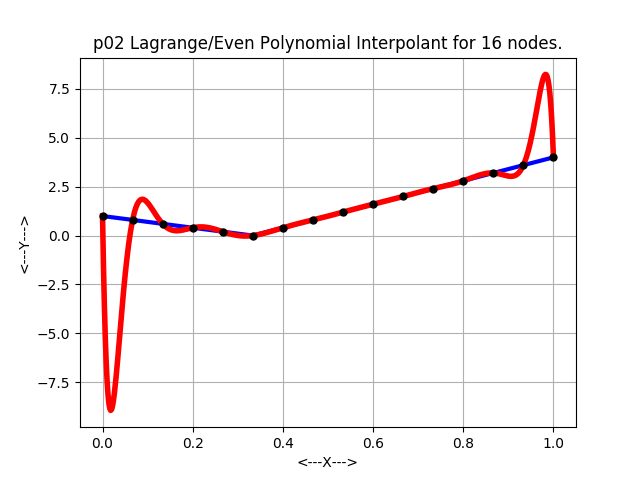 p02 Lagrange/Even Polynomial Interpolant for 16 nodes.
7.5
5.0
2.5
0.0
−2.5
−5.0
−7.5
<---Y--->
0.0 0.2 0.4 0.6 0.8 1.0
<---X--->